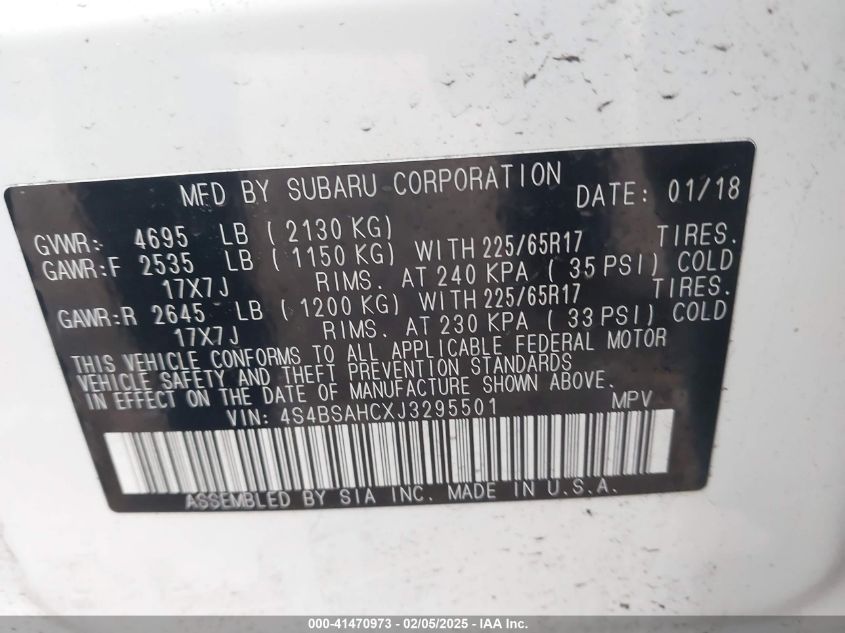 MFD BY SUBARU CORPORATION DATE: 01/18
GVWR: 4695 LB ( 2130 KG)
GAWR:F 2535 LB ( 1150 KG) WITH 225/65R17 TIRES.
17X7J RIMS. AT 240 KPA ( 35 PSI) COLD
GAWR:R 2645 LB ( 1200 KG) WITH 225/65R17 TIRES.
17X7J RIMS. AT 230 KPA ( 33 PSI) COLD
THIS VEHICLE CONFORMS TO ALL APPLICABLE FEDERAL MOTOR
VEHICLE SAFETY AND THEFT PREVENTION STANDARDS
IN EFFECT ON THE DATE OF MANUFACTURE SHOWN ABOVE.
VIN: 4S4BSAHCXJ3295501 MPV
ASSEMBLED BY SIA INC. MADE IN U.S.A.
000-41470973 - 02/05/2025 - IAA Inc.